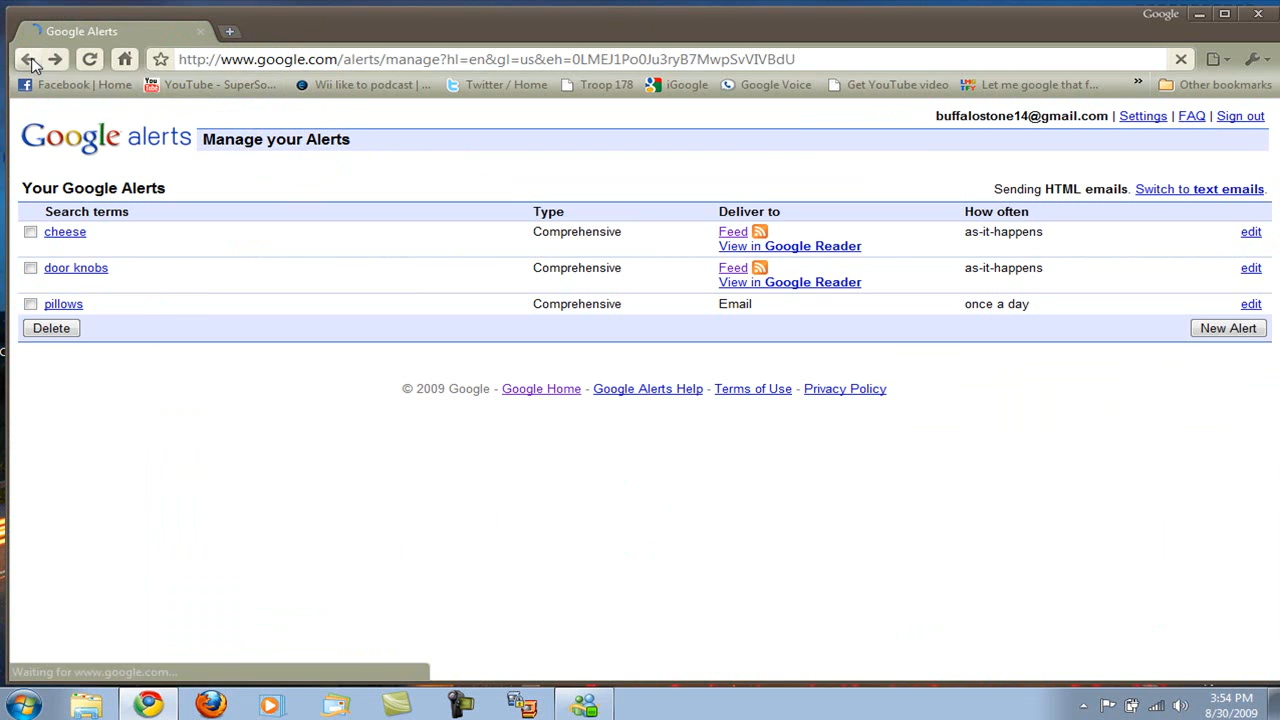 Google
Google Alerts
http://www.google.com/alerts/manage?hl=en&gl=us&eh=0LMEJ1Po0Ju3ryB7MwpSvVIVBdU
Facebook | Home YouTube - SuperSo... Wii like to podcast |... Twitter / Home Troop 178 iGoogle Google Voice Get YouTube video Let me google that f... » Other bookmarks
buffalostone14@gmail.com | Settings | FAQ | Sign out
Google alerts Manage your Alerts
Your Google Alerts Sending HTML emails. Switch to text emails.
Search terms Type Deliver to How often
cheese Comprehensive Feed as-it-happens edit
View in Google Reader
door knobs Comprehensive Feed as-it-happens edit
View in Google Reader
pillows Comprehensive Email once a day edit
Delete New Alert
© 2009 Google - Google Home - Google Alerts Help - Terms of Use - Privacy Policy
Waiting for www.google.com...
3:54 PM
8/30/2009